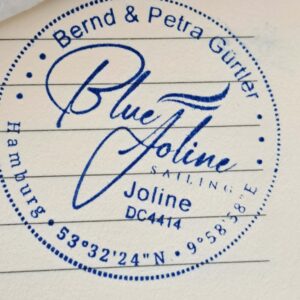 Bernd & Petra Gürtler
Blue
Joline
SAILING
Joline
DC4414
Hamburg • 53°32'24"N • 9°58'58"E